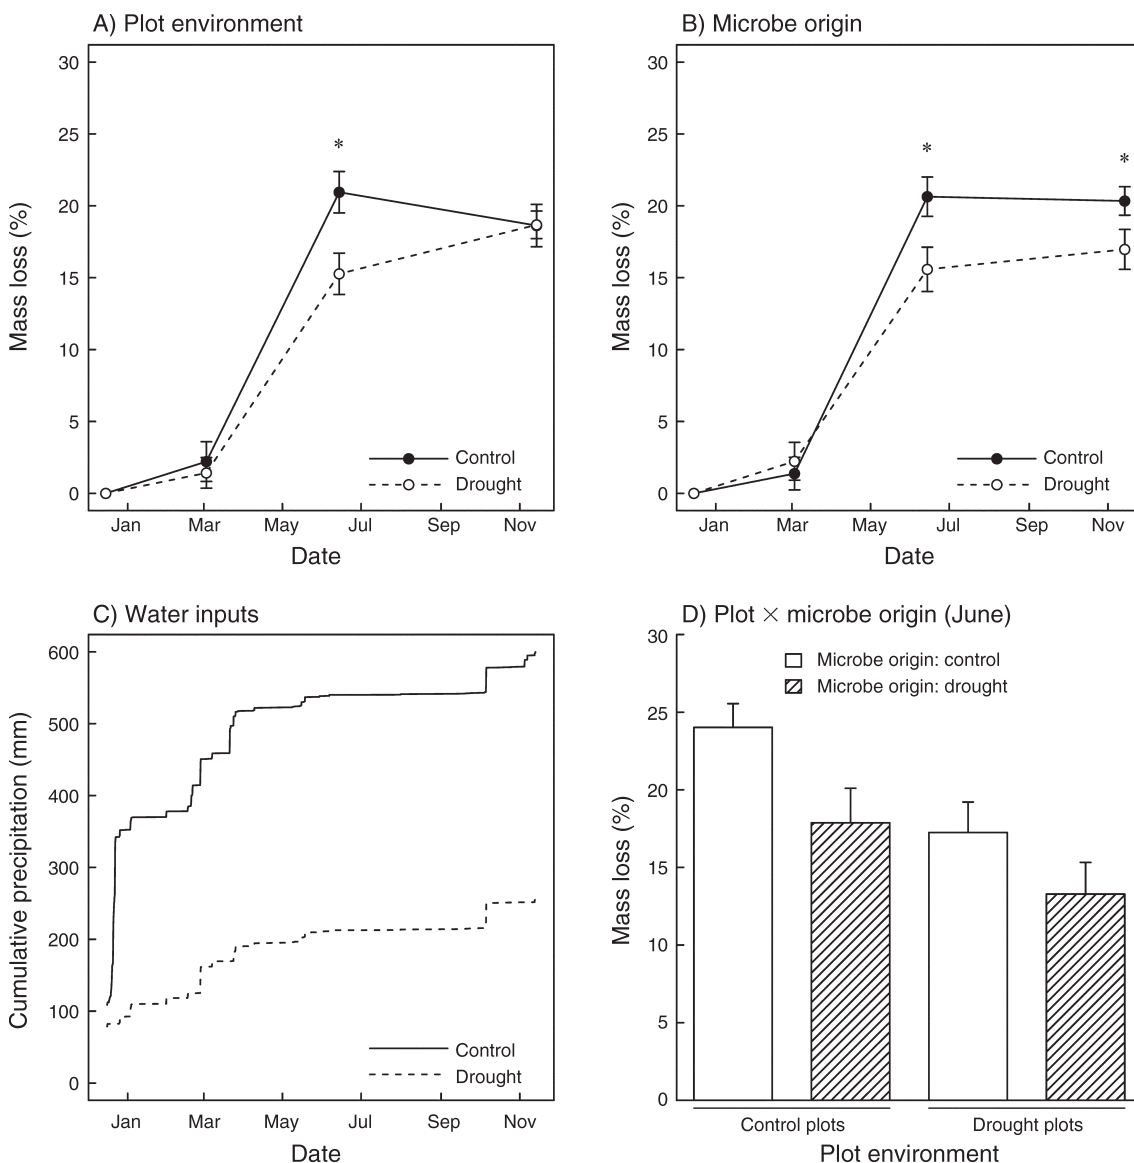 A) Plot environment
30
25
20
15
10
5
0
Mass loss (%)
*
Control
Drought
Jan Mar May Jul Sep Nov
Date
B) Microbe origin
30
25
20
15
10
5
0
Mass loss (%)
*
*
Control
Drought
Jan Mar May Jul Sep Nov
Date
C) Water inputs
600
500
400
300
200
100
0
Cumulative precipitation (mm)
Control
Drought
Jan Mar May Jul Sep Nov
Date
D) Plot × microbe origin (June)
30
25
20
15
10
5
0
Mass loss (%)
Microbe origin: control
Microbe origin: drought
Control plots Drought plots
Plot environment